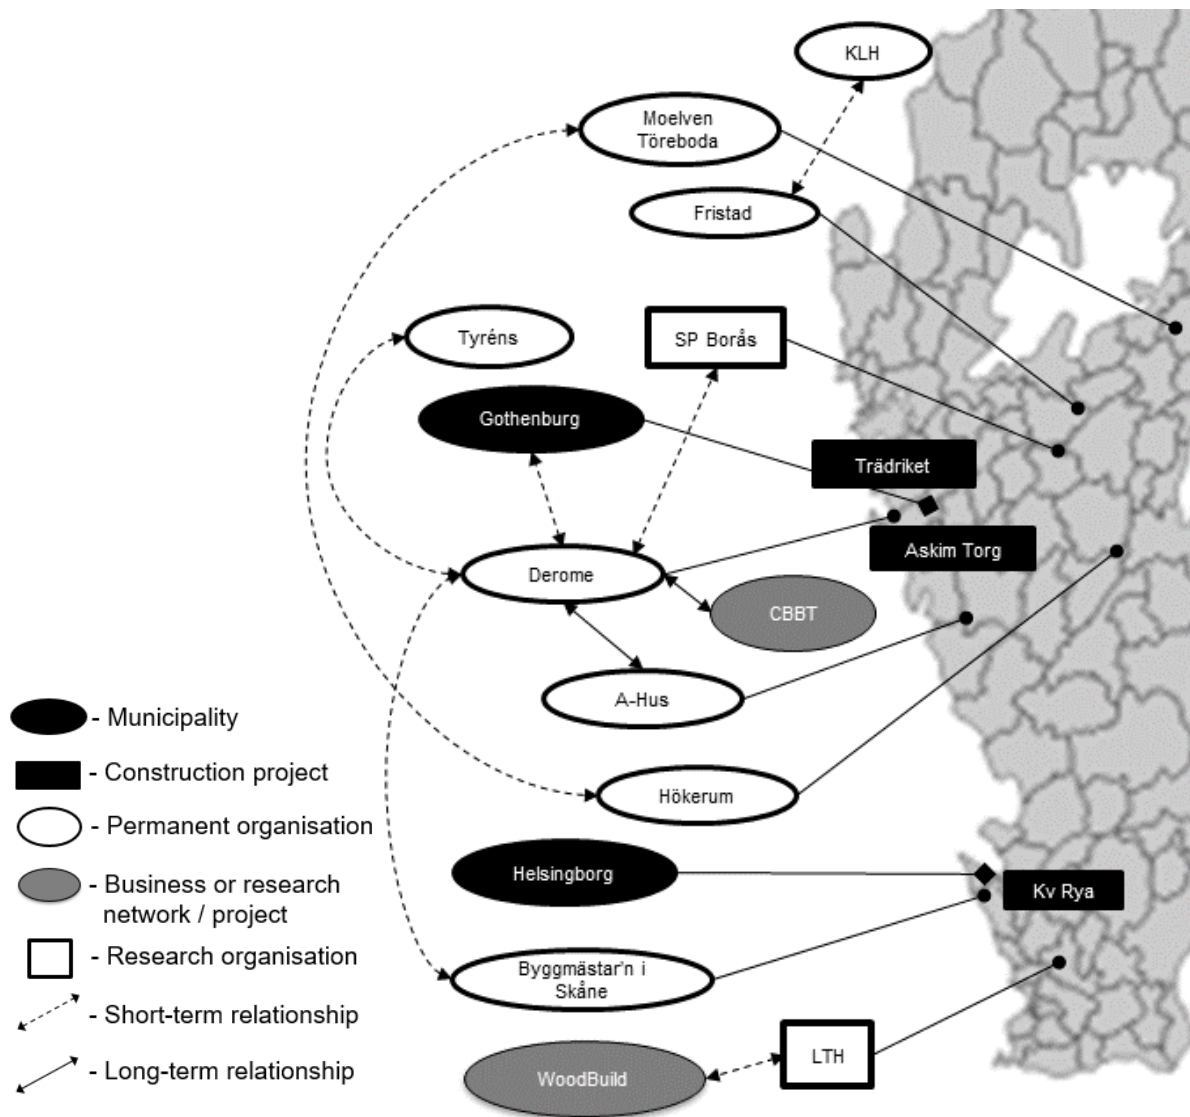 KLH
Moelven
Töreboda
Fristad
Tyréns
SP Borås
Gothenburg
Trädriket
Askim Torg
Derome
CBBT
A-Hus
Hökerum
Helsingborg
Kv Rya
Byggmästar'n i
Skåne
LTH
WoodBuild
- Municipality
- Construction project
- Permanent organisation
- Business or research
network / project
- Research organisation
- Short-term relationship
- Long-term relationship